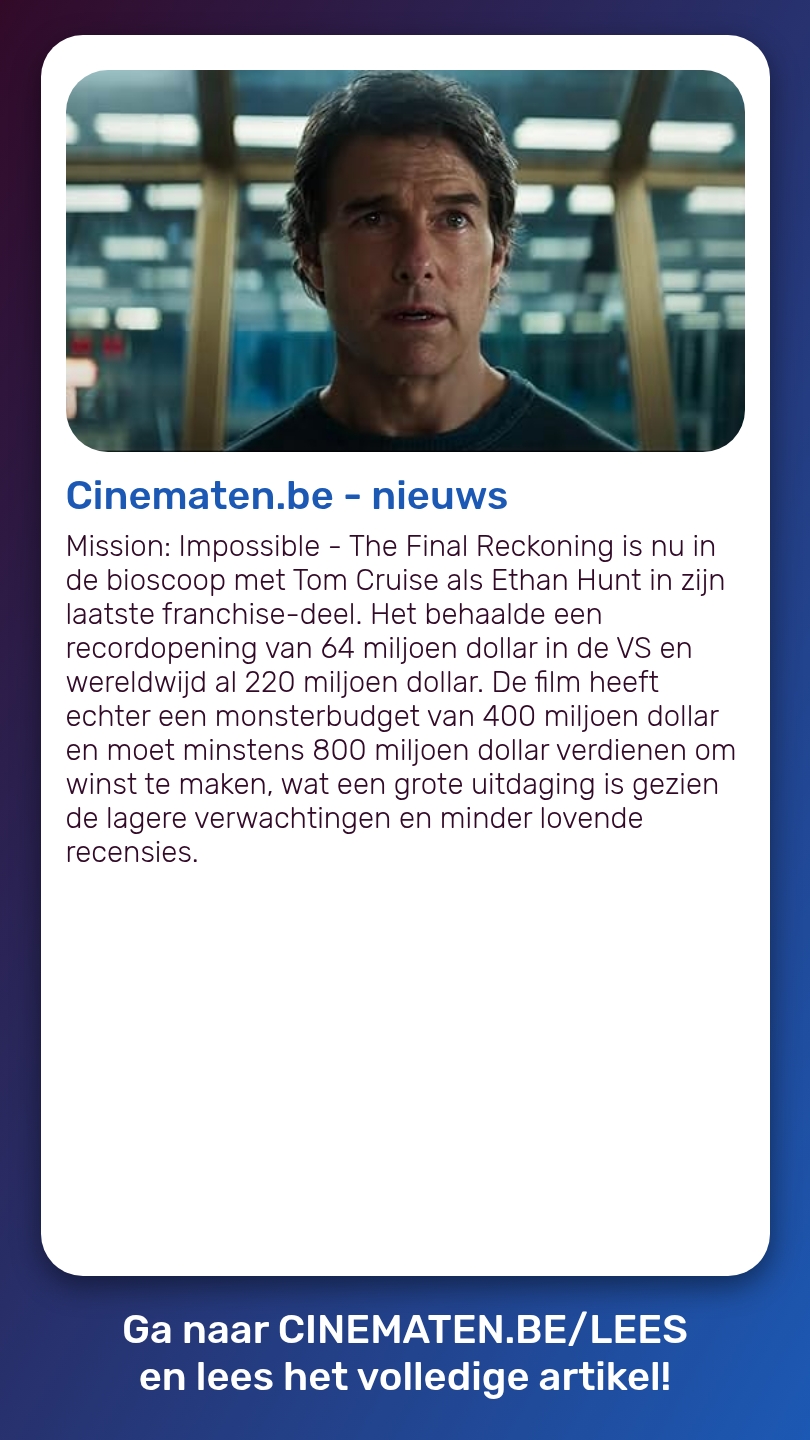 Cinematen.be - nieuws
Mission: Impossible - The Final Reckoning is nu in
de bioscoop met Tom Cruise als Ethan Hunt in zijn
laatste franchise-deel. Het behaalde een
recordopening van 64 miljoen dollar in de VS en
wereldwijd al 220 miljoen dollar. De film heeft
echter een monsterbudget van 400 miljoen dollar
en moet minstens 800 miljoen dollar verdienen om
winst te maken, wat een grote uitdaging is gezien
de lagere verwachtingen en minder lovende
recensies.
Ga naar CINEMATEN.BE/LEES
en lees het volledige artikel!